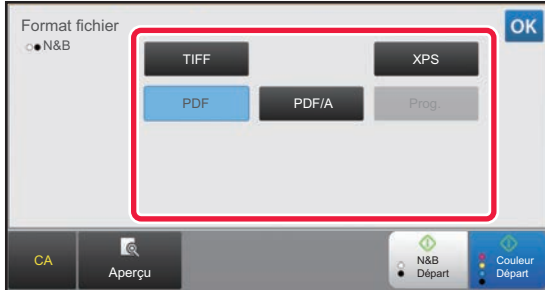 Format fichier
N&B
OK
TIFF
XPS
PDF
PDF/A
Prog.
CA
Aperçu
N&B
Départ
Couleur
Départ